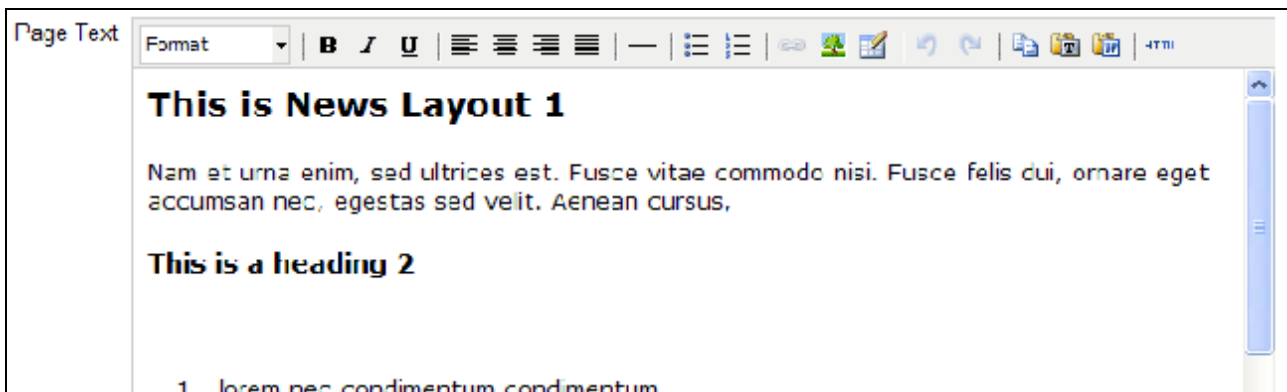 Page Text
Format B I U HTML
This is News Layout 1
Nam et urna enim, sed ultrices est. Fusce vitae commodo nisi. Fusce felis dui, ornare eget
accumsan nec, egestas sed velit. Aenean cursus,
This is a heading 2
1. lorem nec condimentum condimentum